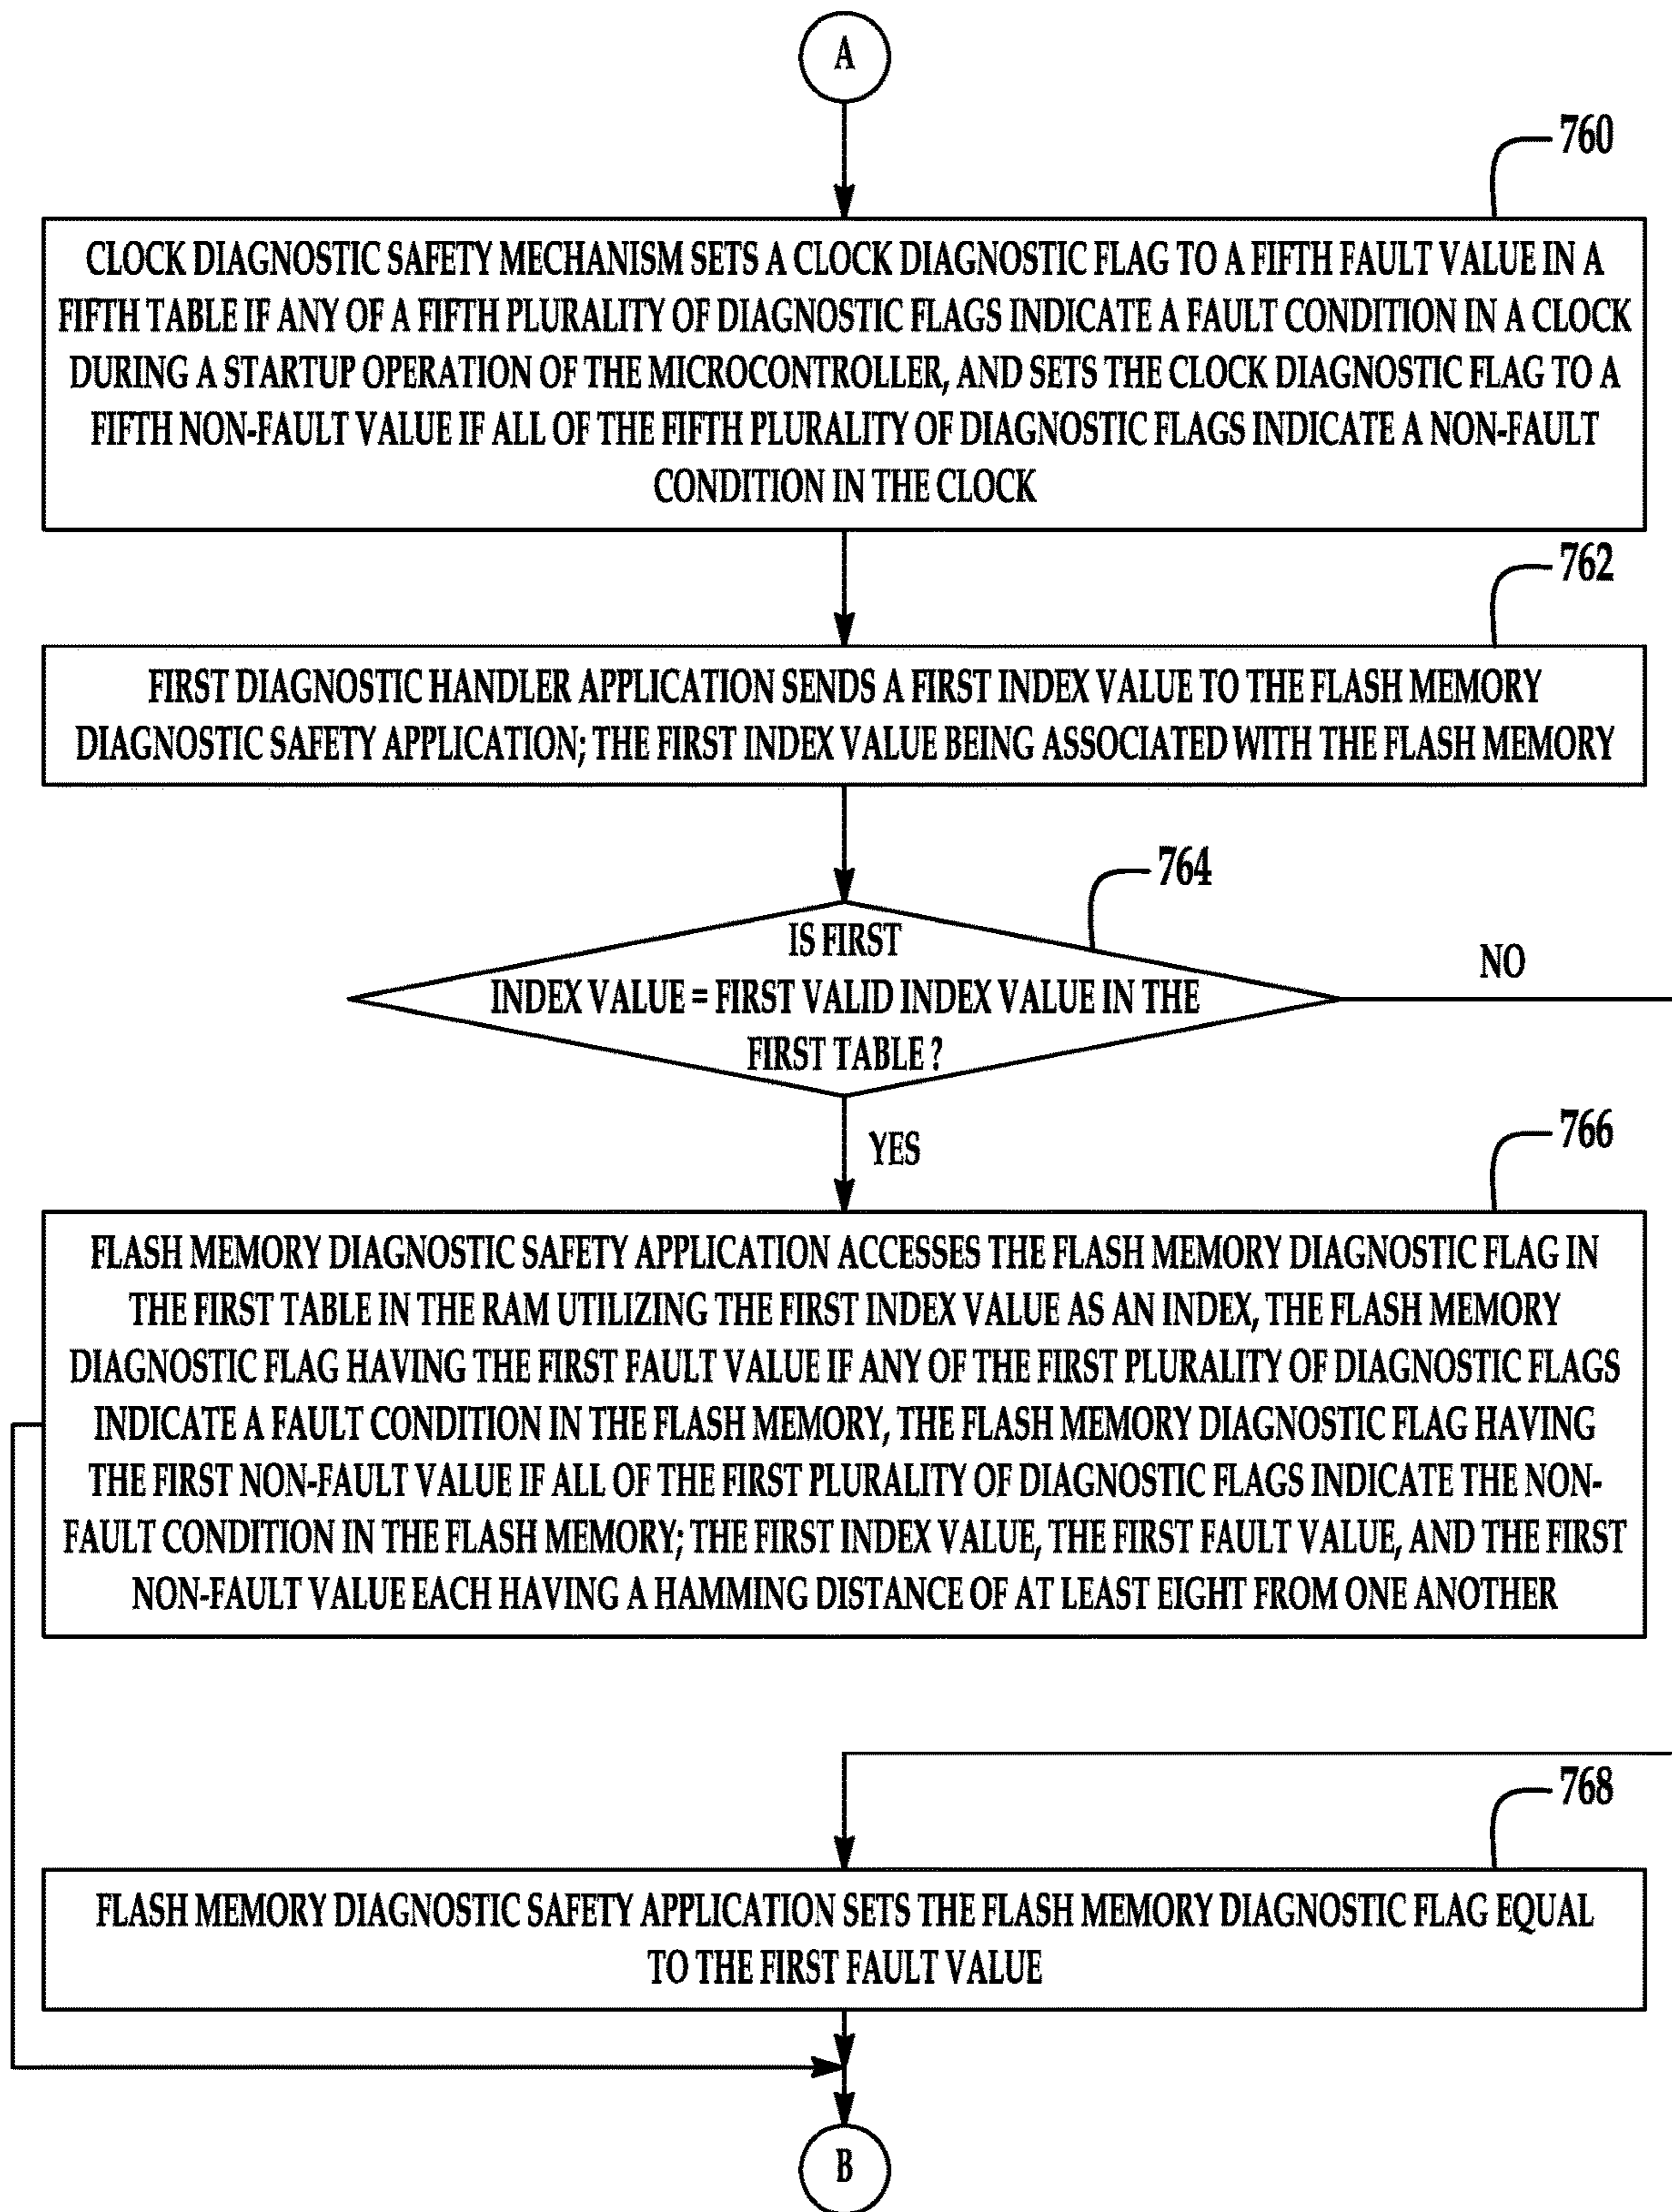 A
760
CLOCK DIAGNOSTIC SAFETY MECHANISM SETS A CLOCK DIAGNOSTIC FLAG TO A FIFTH FAULT VALUE IN A
FIFTH TABLE IF ANY OF A FIFTH PLURALITY OF DIAGNOSTIC FLAGS INDICATE A FAULT CONDITION IN A CLOCK
DURING A STARTUP OPERATION OF THE MICROCONTROLLER, AND SETS THE CLOCK DIAGNOSTIC FLAG TO A
FIFTH NON-FAULT VALUE IF ALL OF THE FIFTH PLURALITY OF DIAGNOSTIC FLAGS INDICATE A NON-FAULT
CONDITION IN THE CLOCK
762
FIRST DIAGNOSTIC HANDLER APPLICATION SENDS A FIRST INDEX VALUE TO THE FLASH MEMORY
DIAGNOSTIC SAFETY APPLICATION; THE FIRST INDEX VALUE BEING ASSOCIATED WITH THE FLASH MEMORY
764
IS FIRST
INDEX VALUE = FIRST VALID INDEX VALUE IN THE
FIRST TABLE ?
NO
YES
766
FLASH MEMORY DIAGNOSTIC SAFETY APPLICATION ACCESSES THE FLASH MEMORY DIAGNOSTIC FLAG IN
THE FIRST TABLE IN THE RAM UTILIZING THE FIRST INDEX VALUE AS AN INDEX, THE FLASH MEMORY
DIAGNOSTIC FLAG HAVING THE FIRST FAULT VALUE IF ANY OF THE FIRST PLURALITY OF DIAGNOSTIC FLAGS
INDICATE A FAULT CONDITION IN THE FLASH MEMORY, THE FLASH MEMORY DIAGNOSTIC FLAG HAVING
THE FIRST NON-FAULT VALUE IF ALL OF THE FIRST PLURALITY OF DIAGNOSTIC FLAGS INDICATE THE NON-
FAULT CONDITION IN THE FLASH MEMORY; THE FIRST INDEX VALUE, THE FIRST FAULT VALUE, AND THE FIRST
NON-FAULT VALUE EACH HAVING A HAMMING DISTANCE OF AT LEAST EIGHT FROM ONE ANOTHER
768
FLASH MEMORY DIAGNOSTIC SAFETY APPLICATION SETS THE FLASH MEMORY DIAGNOSTIC FLAG EQUAL
TO THE FIRST FAULT VALUE
B